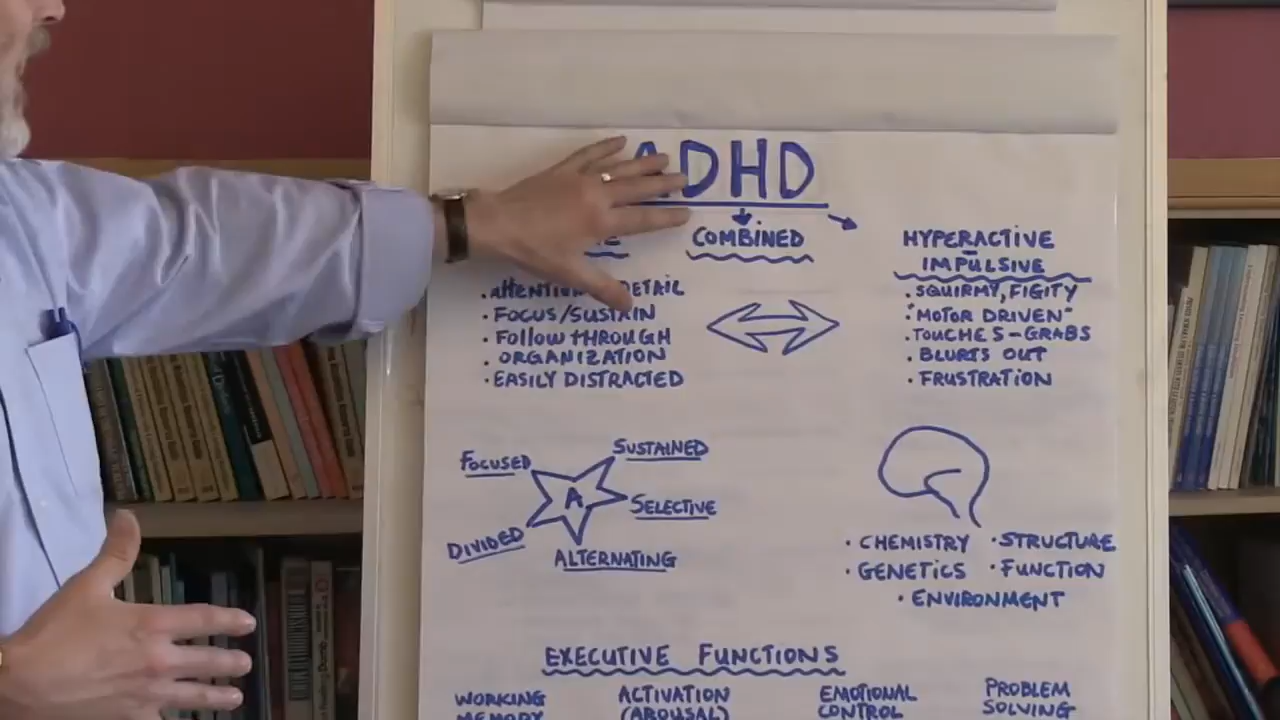 ADHD
COMBINED
HYPERACTIVE
IMPULSIVE
DETAIL
. FOCUS/SUSTAIN
. FOLLOW THROUGH
. ORGANIZATION
. EASILY DISTRACTED
. SQUIRMY, FIGITY
. "MOTOR DRIVEN"
. TOUCHES-GRABS
. BLURTS OUT
. FRUSTRATION
FOCUSED
SUSTAINED
A
SELECTIVE
DIVIDED
ALTERNATING
. CHEMISTRY . STRUCTURE
. GENETICS . FUNCTION
. ENVIRONMENT
EXECUTIVE FUNCTIONS
WORKING
MEMORY
ACTIVATION
(AROUSAL)
EMOTIONAL
CONTROL
PROBLEM
SOLVING